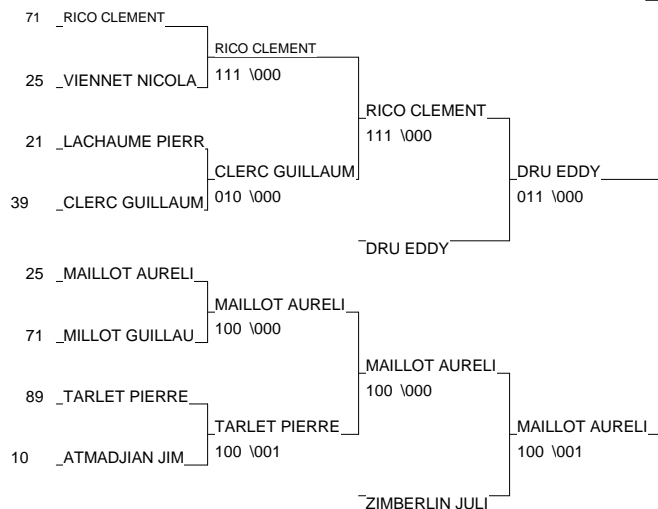 71 RICO CLEMENT
RICO CLEMENT
111 \000
25 VIENNET NICOLA
RICO CLEMENT
111 \000
21 LACHAUME PIERR
CLERC GUILLAUM
010 \000
DRU EDDY
011 \000
39 CLERC GUILLAUM
DRU EDDY
25 MAILLOT AURELI
MAILLOT AURELI
100 \000
71 MILLOT GUILLAU
MAILLOT AURELI
100 \000
89 TARLET PIERRE
TARLET PIERRE
100 \001
MAILLOT AURELI
100 \001
10 ATMADJIAN JIM
ZIMBERLIN JULI